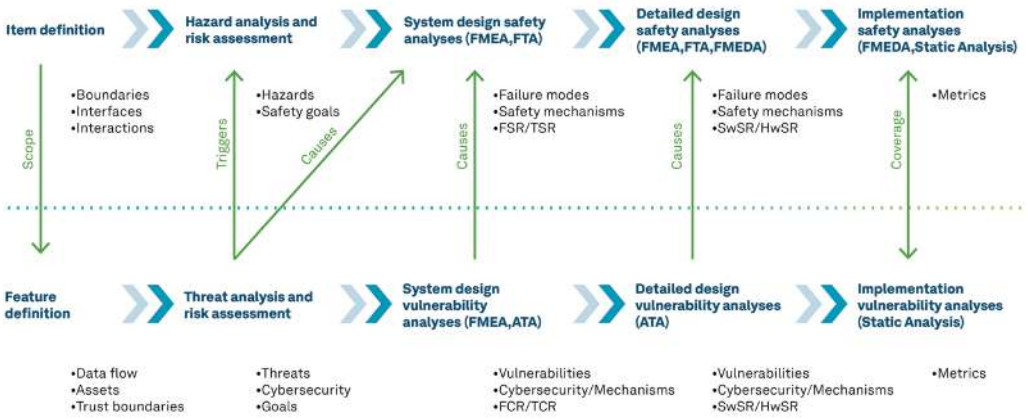 Item definition
Hazard analysis and
risk assessment
System design safety
analyses (FMEA,FTA)
Detailed design
safety analyses
(FMEA,FTA,FMEDA)
Implementation
safety analyses
(FMEDA,Static Analysis)
•Boundaries
•Interfaces
•Interactions
•Hazards
•Safety goals
•Failure modes
•Safety mechanisms
•FSR/TSR
•Failure modes
•Safety mechanisms
•SwSR/HwSR
•Metrics
Scope
Triggers
Causes
Causes
Causes
Coverage
Feature
definition
Threat analysis and
risk assessment
System design
vulnerability
analyses (FMEA,ATA)
Detailed design
vulnerability analyses
(ATA)
Implementation
vulnerability analyses
(Static Analysis)
•Data flow
•Assets
•Trust boundaries
•Threats
•Cybersecurity
•Goals
•Vulnerabilities
•Cybersecurity/Mechanisms
•FCR/TCR
•Vulnerabilities
•Cybersecurity/Mechanisms
•SwSR/HwSR
•Metrics